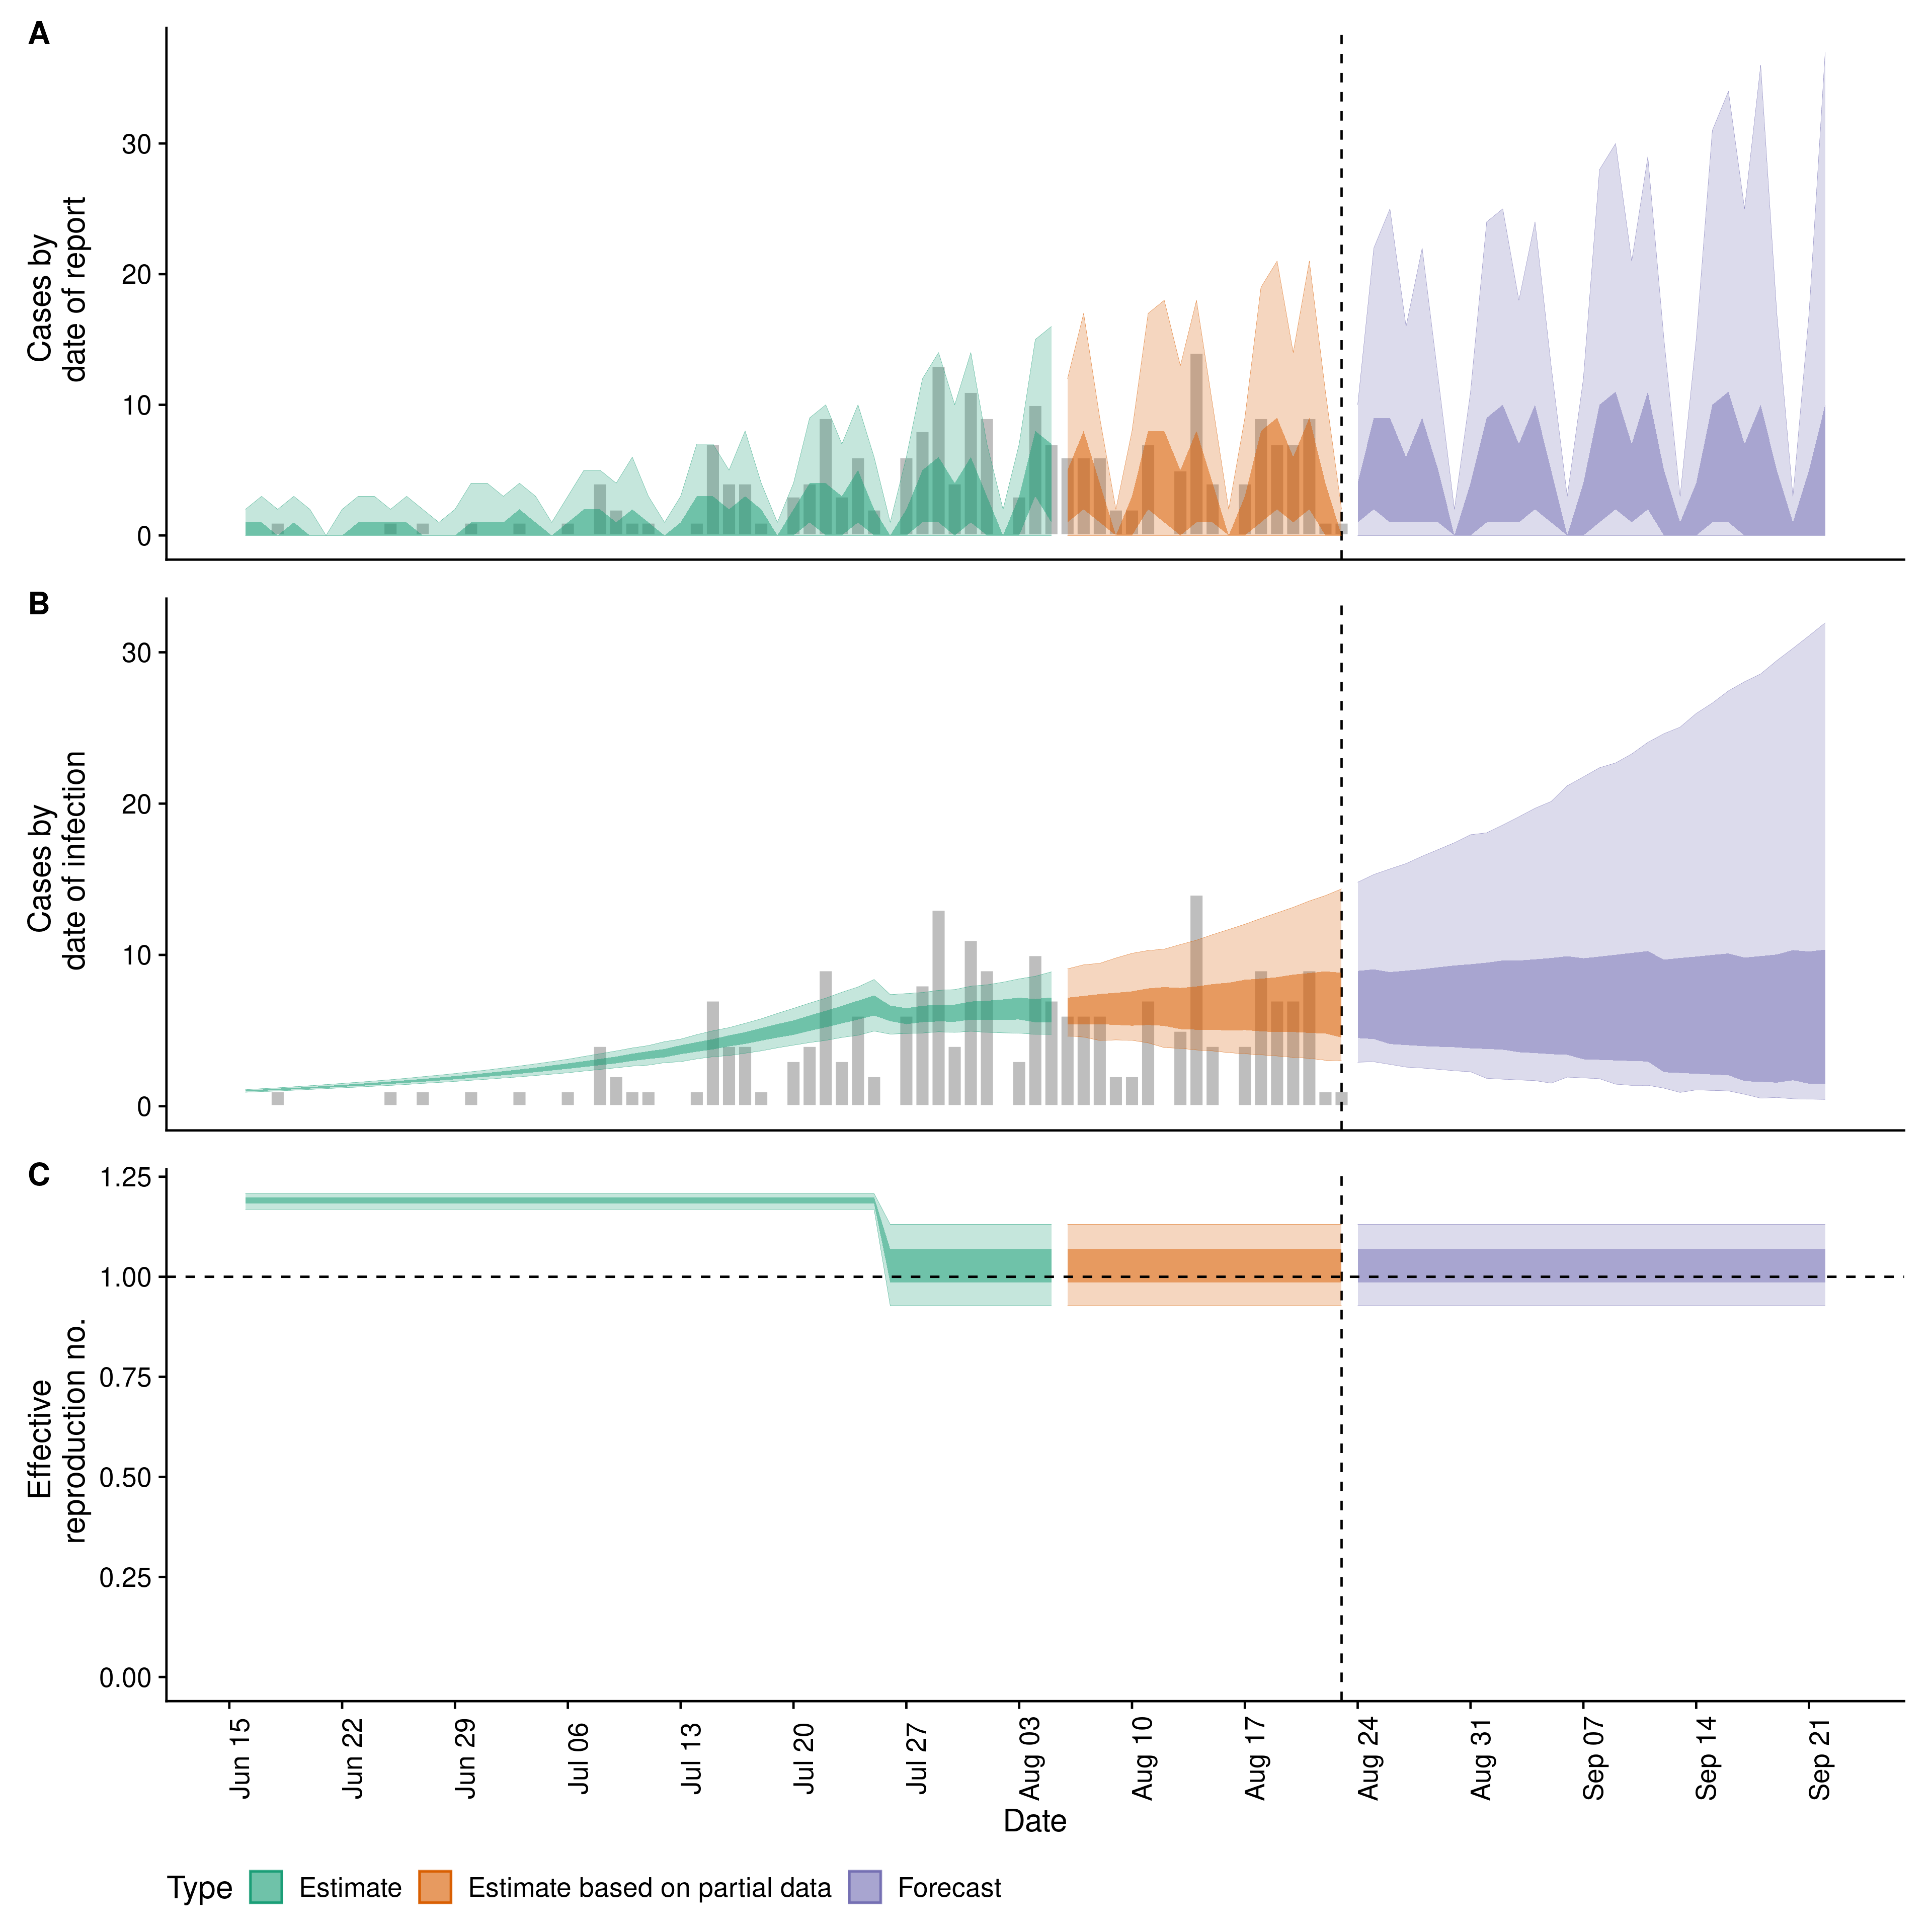 A
Cases by
date of report
30
20
10
0
B
Cases by
date of infection
30
20
10
0
C
Effective
reproduction no.
1.25
1.00
0.75
0.50
0.25
0.00
Jun 15
Jun 22
Jun 29
Jul 06
Jul 13
Jul 20
Jul 27
Aug 03
Aug 10
Aug 17
Aug 24
Aug 31
Sep 07
Sep 14
Sep 21
Date
Type Estimate Estimate based on partial data Forecast